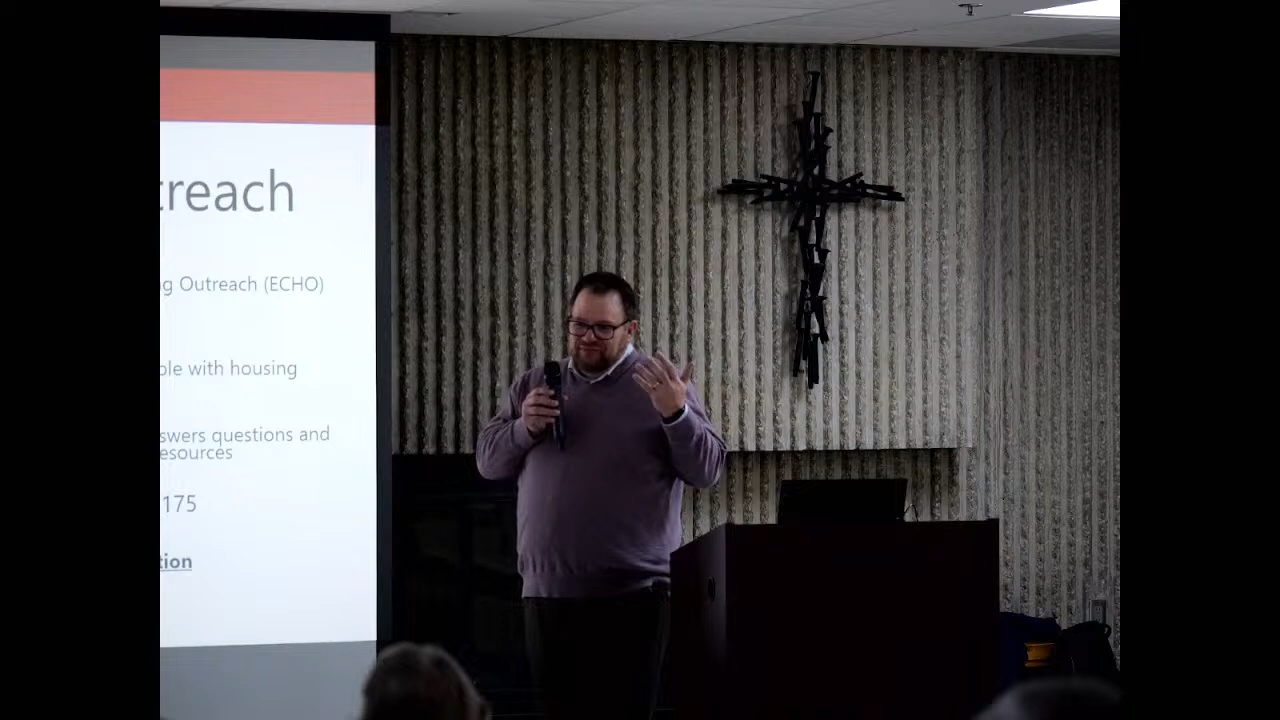 treach
g Outreach (ECHO)
ple with housing
swers questions and
esources
175
tion